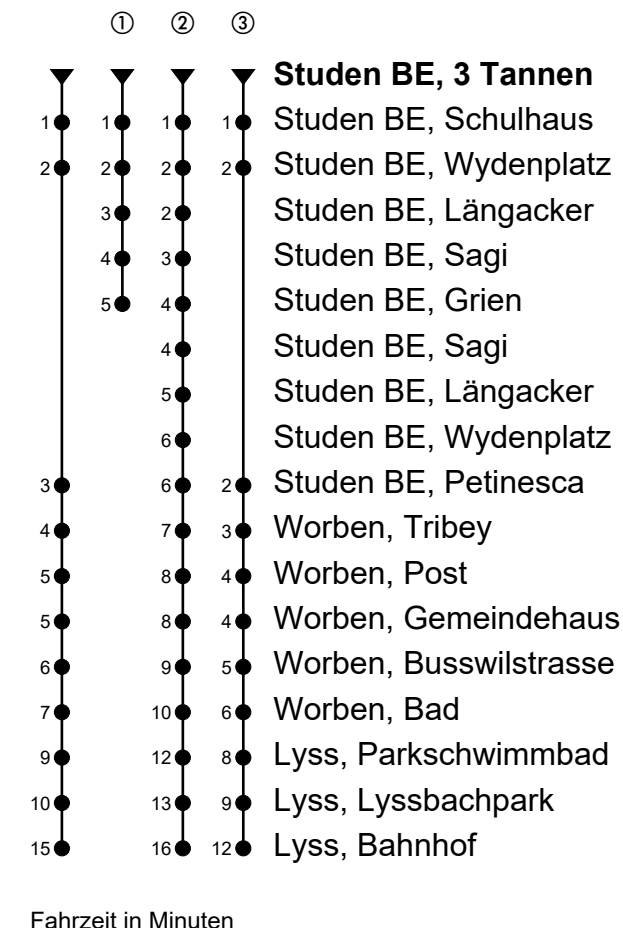 ① ② ③
Studen BE, 3 Tannen
1 1 1 1 Studen BE, Schulhaus
2 2 2 2 Studen BE, Wydenplatz
3 2 Studen BE, Längacker
4 3 Studen BE, Sagi
5 4 Studen BE, Grien
4 Studen BE, Sagi
5 Studen BE, Längacker
6 Studen BE, Wydenplatz
3 6 2 Studen BE, Petinesca
4 7 3 Worben, Tribey
5 8 4 Worben, Post
5 8 4 Worben, Gemeindehaus
6 9 5 Worben, Busswilstrasse
7 10 6 Worben, Bad
9 12 8 Lyss, Parkschwimmbad
10 13 9 Lyss, Lyssbachpark
15 16 12 Lyss, Bahnhof
Fahrzeit in Minuten